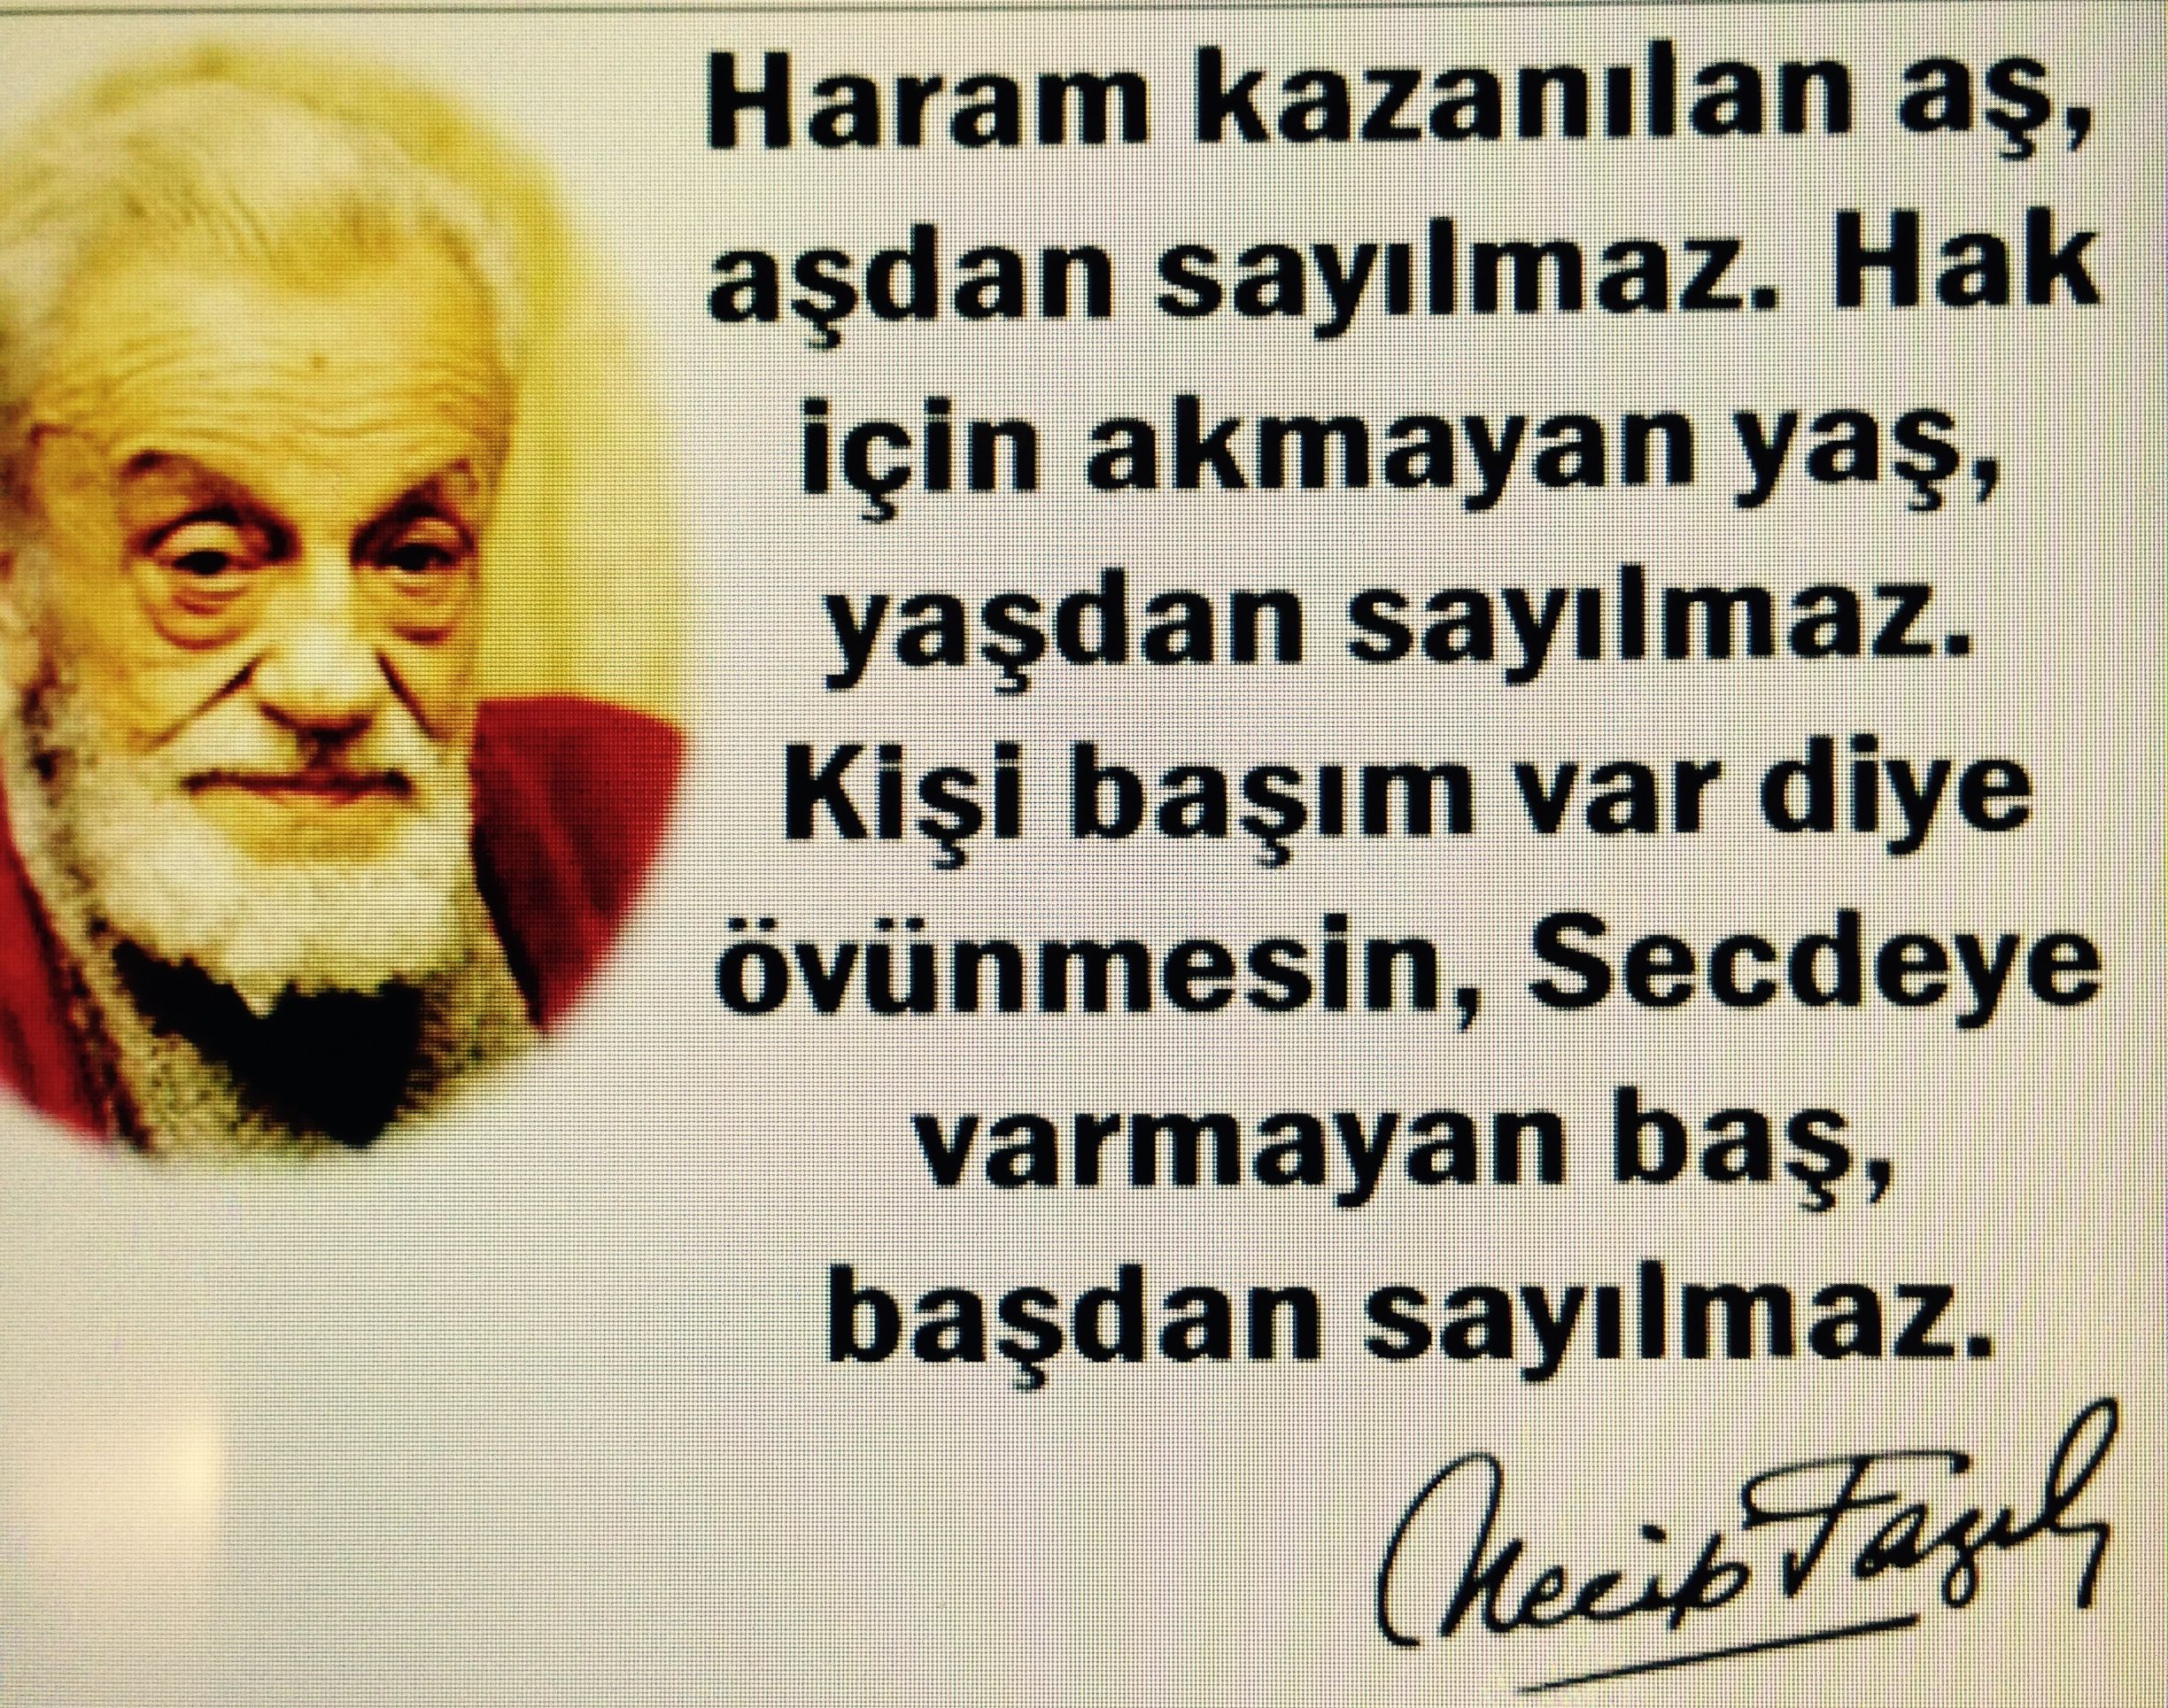 Haram kazanılan aş,
aşdan sayılmaz. Hak
için akmayan yaş,
yaşdan sayılmaz.
Kişi başım var diye
övünmesin, Secdeye
varmayan baş,
başdan sayılmaz.
Necip Fazıl